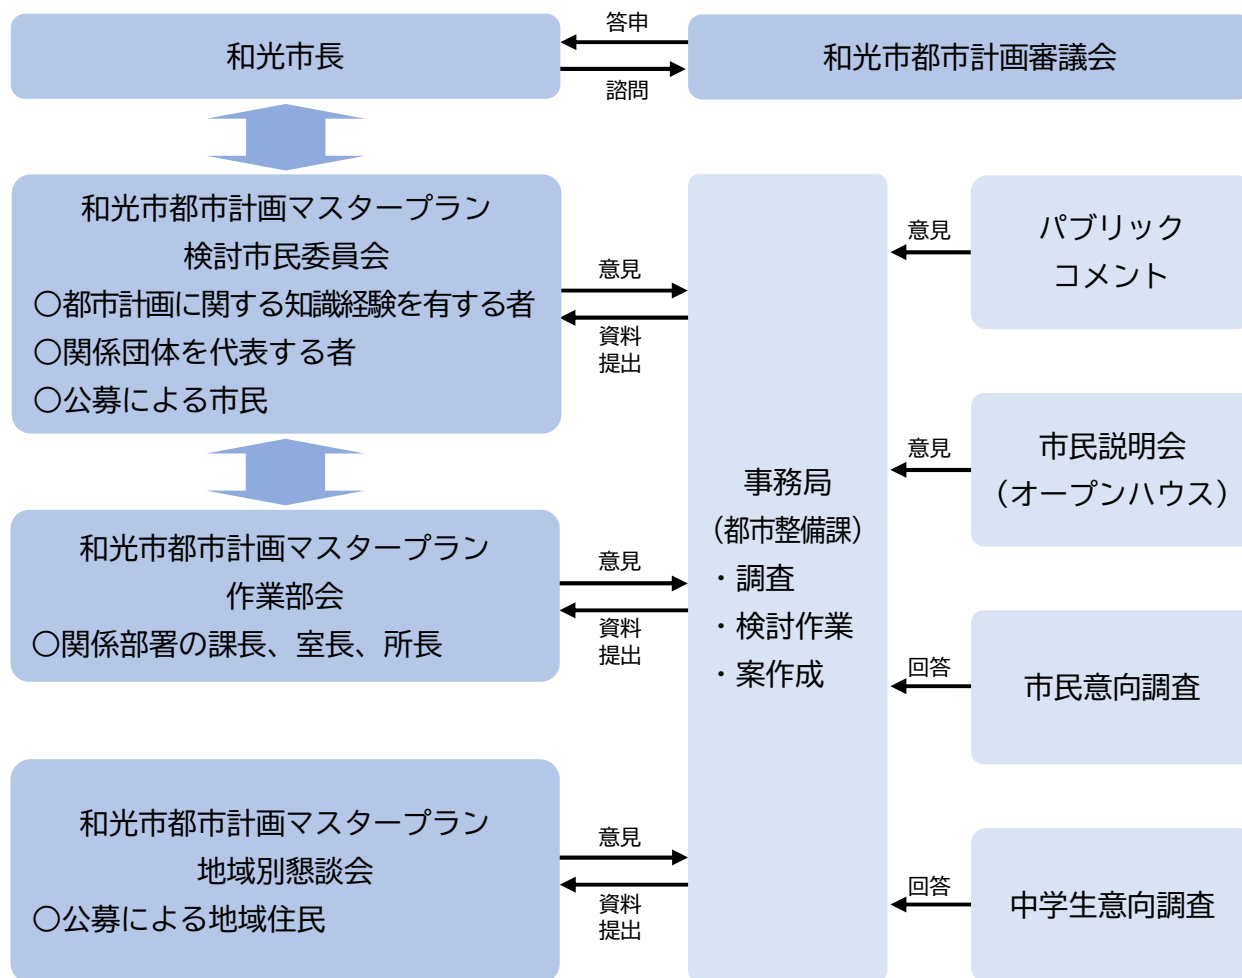 和光市長
答申
諮問
和光市都市計画審議会
和光市都市計画マスタープラン
検討市民委員会
〇都市計画に関する知識経験を有する者
〇関係団体を代表する者
〇公募による市民
意見
資料
提出
和光市都市計画マスタープラン
作業部会
〇関係部署の課長、室長、所長
意見
資料
提出
和光市都市計画マスタープラン
地域別懇談会
〇公募による地域住民
意見
資料
提出
事務局
（都市整備課）
・調査
・検討作業
・案作成
意見
パブリック
コメント
意見
市民説明会
（オープンハウス）
回答
市民意向調査
回答
中学生意向調査